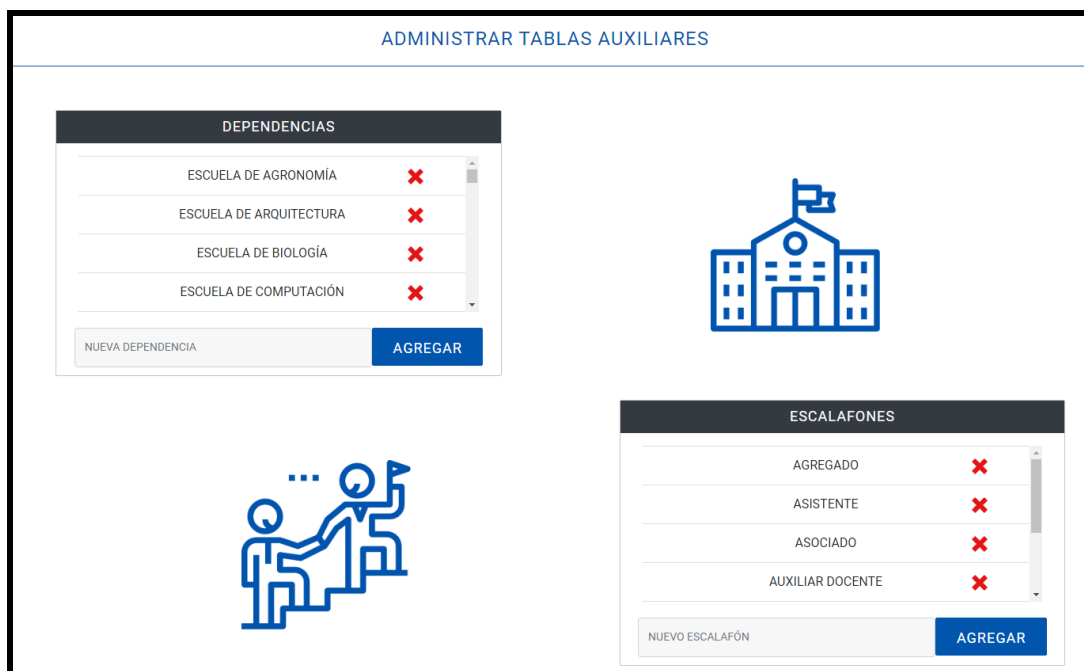 ADMINISTRAR TABLAS AUXILIARES
DEPENDENCIAS
ESCUELA DE AGRONOMÍA
ESCUELA DE ARQUITECTURA
ESCUELA DE BIOLOGÍA
ESCUELA DE COMPUTACIÓN
NUEVA DEPENDENCIA
AGREGAR
ESCALAFONES
AGREGADO
ASISTENTE
ASOCIADO
AUXILIAR DOCENTE
NUEVO ESCALAFÓN
AGREGAR